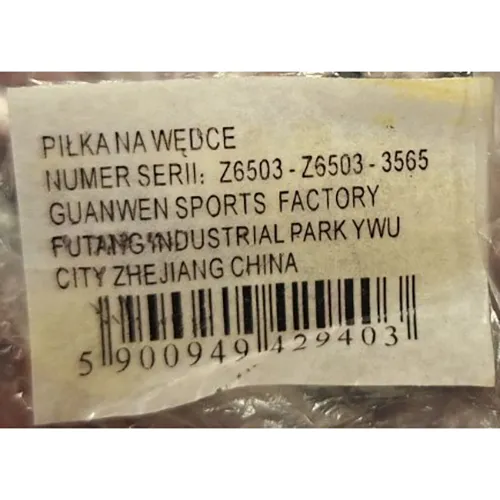 PIŁKA NA WĘDCE
NUMER SERII: Z6503 - Z6503 - 3565
GUANWEN SPORTS FACTORY
FUTANG INDUSTRIAL PARK YWU
CITY ZHEJIANG CHINA
5 900949 429403